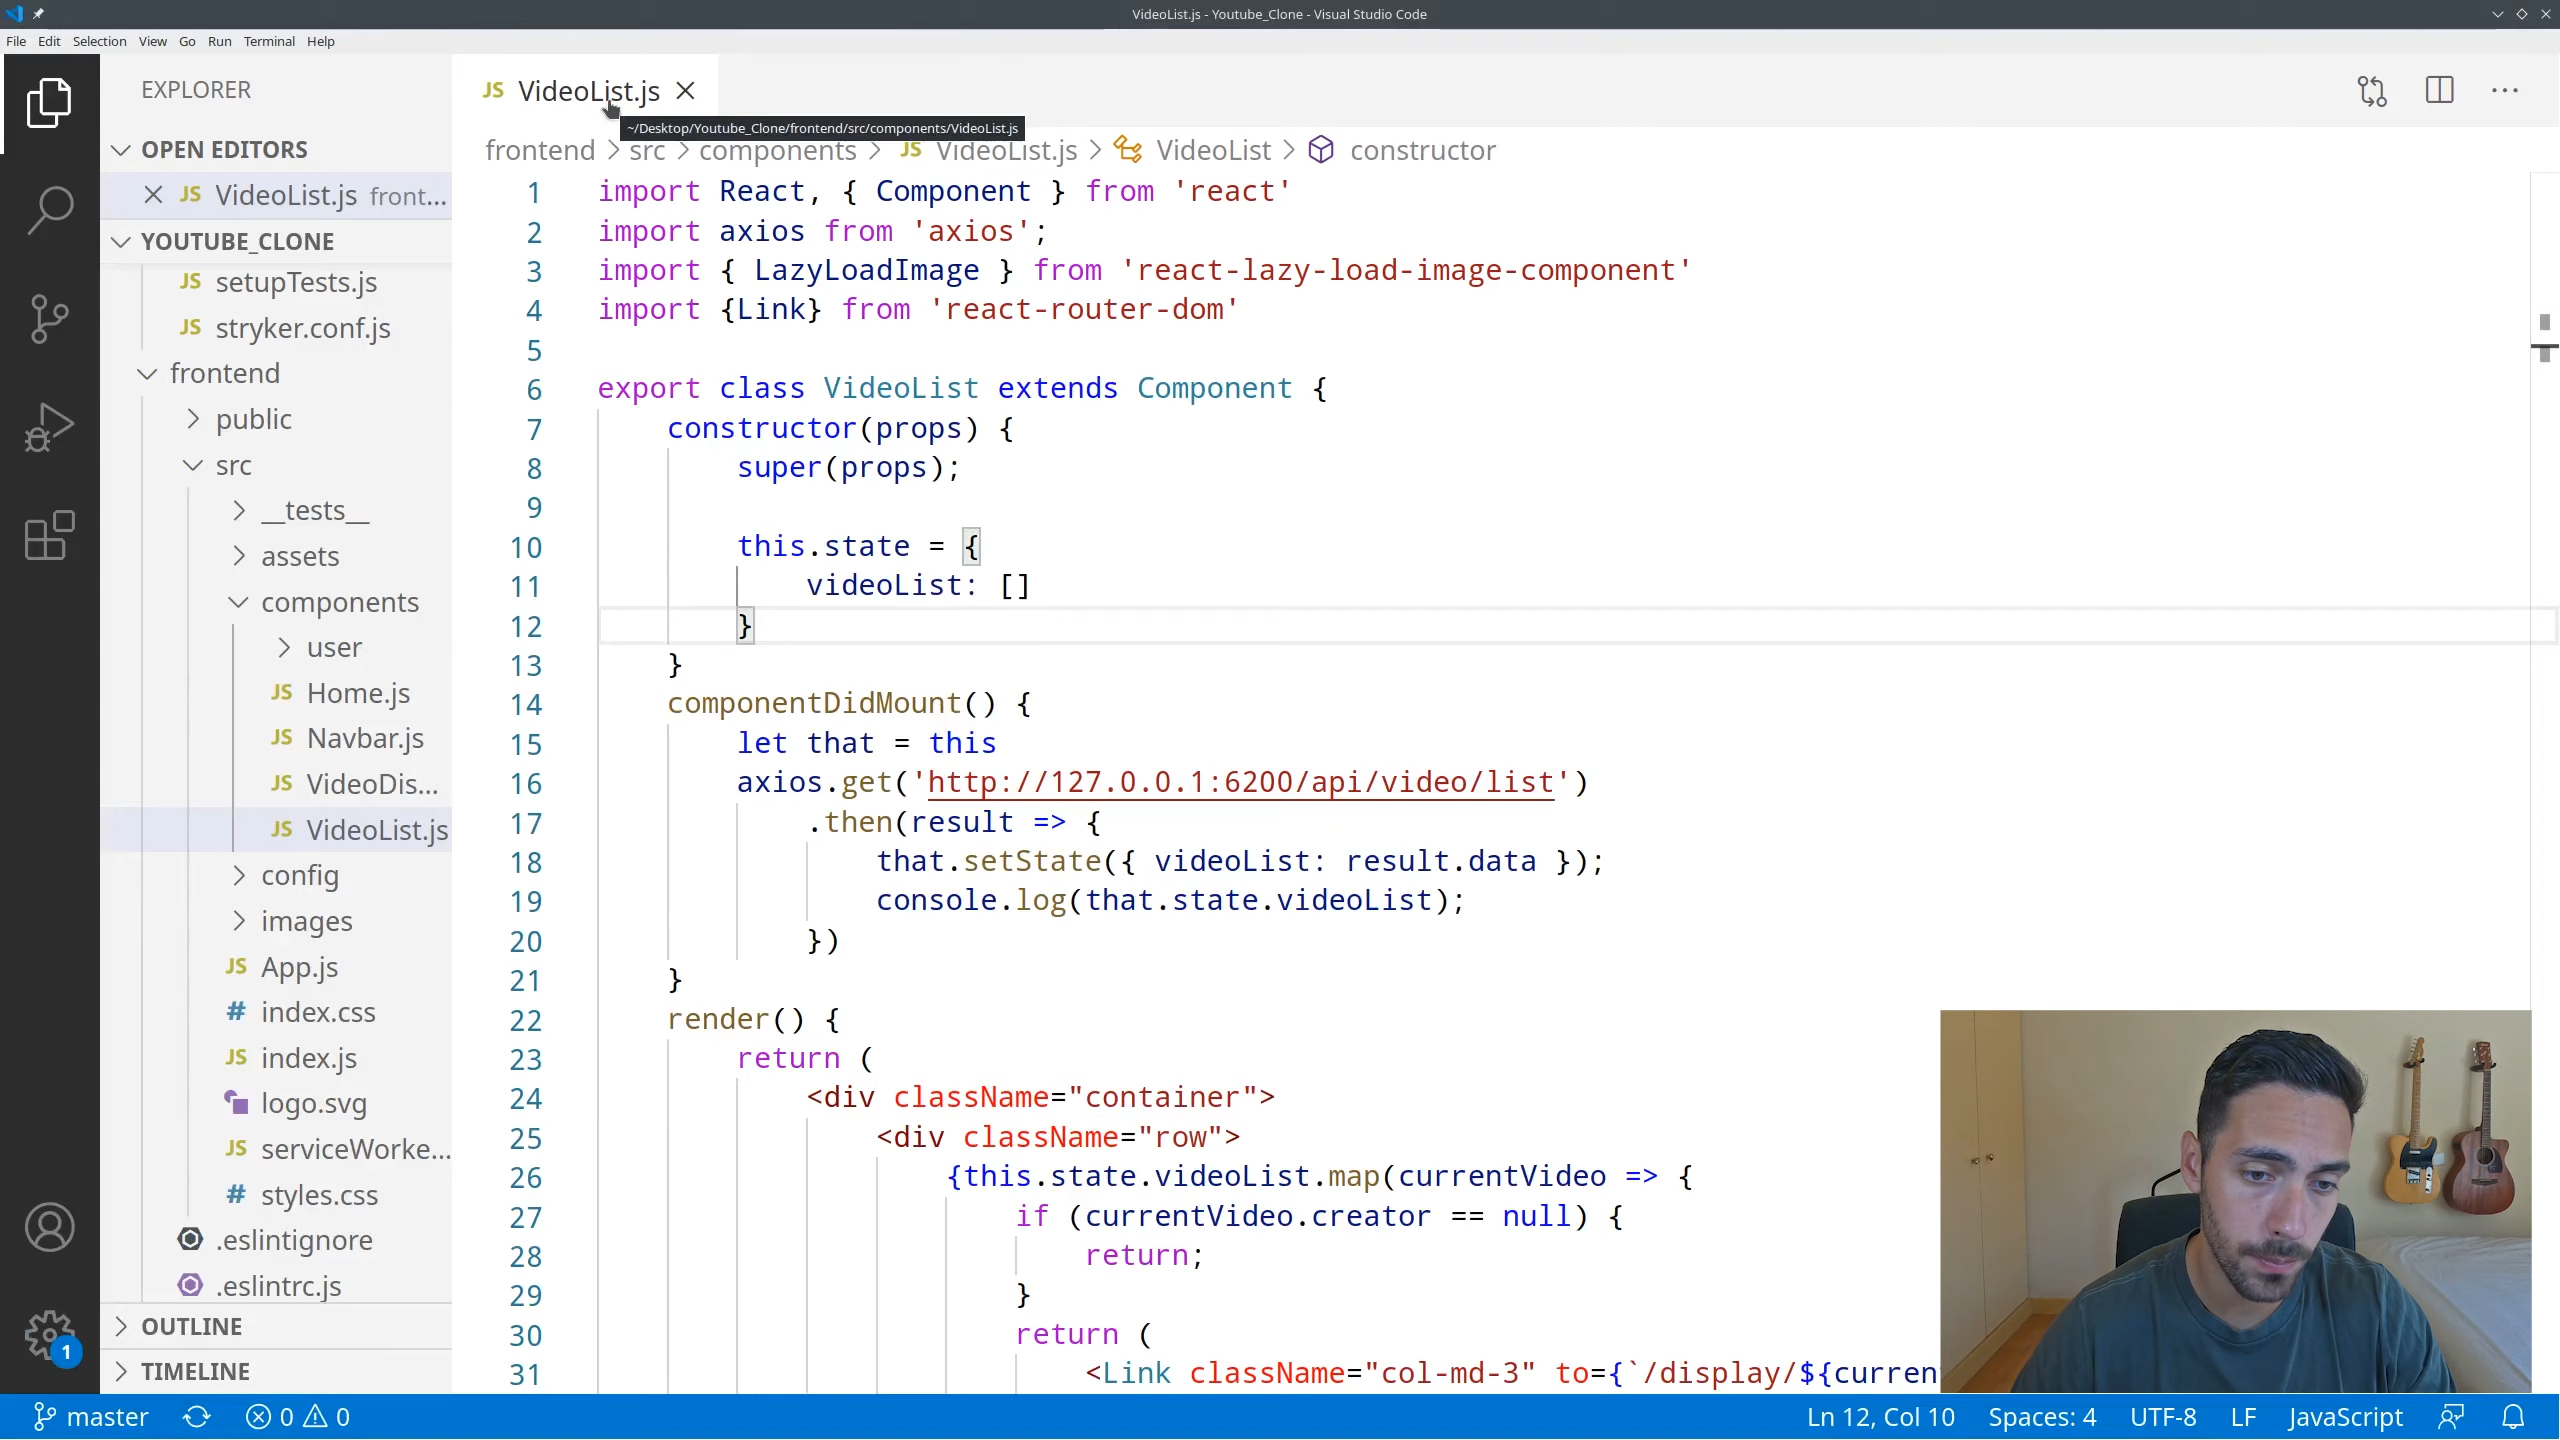 VideoList.js - Youtube_Clone - Visual Studio Code
File Edit Selection View Go Run Terminal Help
EXPLORER
OPEN EDITORS
JS VideoList.js front...
YOUTUBE_CLONE
JS setupTests.js
JS stryker.conf.js
frontend
public
src
__tests__
assets
components
user
JS Home.js
JS Navbar.js
JS VideoDis...
JS VideoList.js
config
images
JS App.js
# index.css
JS index.js
logo.svg
JS serviceWorke...
# styles.css
.eslintignore
.eslintrc.js
OUTLINE
TIMELINE
1
JS VideoList.js
~/Desktop/Youtube_Clone/frontend/src/components/VideoList.js
frontend > src > components > JS VideoList.js > VideoList > constructor
1 import React, { Component } from 'react'
2 import axios from 'axios';
3 import { LazyLoadImage } from 'react-lazy-load-image-component'
4 import {Link} from 'react-router-dom'
5
6 export class VideoList extends Component {
7 constructor(props) {
8 super(props);
9
10 this.state = {
11 videoList: []
12 }
13 }
14 componentDidMount() {
15 let that = this
16 axios.get('http://127.0.0.1:6200/api/video/list')
17 .then(result => {
18 that.setState({ videoList: result.data });
19 console.log(that.state.videoList);
20 })
21 }
22 render() {
23 return (
24 <div className="container">
25 <div className="row">
26 {this.state.videoList.map(currentVideo => {
27 if (currentVideo.creator == null) {
28 return;
29 }
30 return (
31 <Link className="col-md-3" to={`/display/${curren
master 0 0 Ln 12, Col 10 Spaces: 4 UTF-8 LF JavaScript